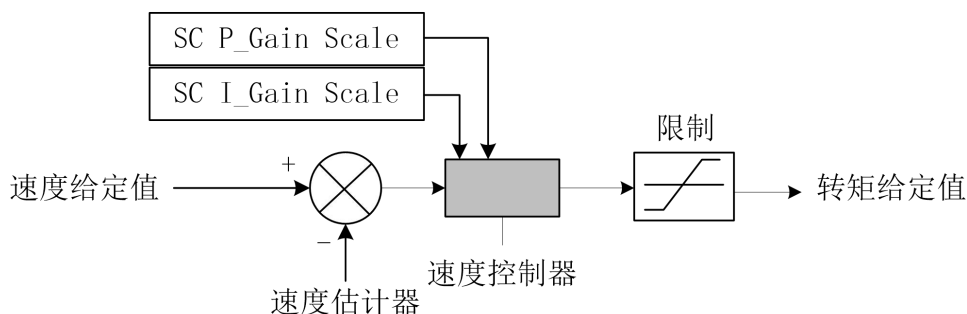 SC P_Gain Scale
SC I_Gain Scale
限制
+
速度给定值
转矩给定值
−
速度控制器
速度估计器